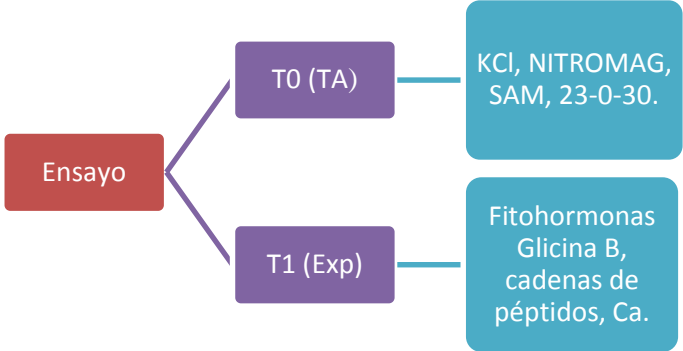 Ensayo
T0 (TA)
KCl, NITROMAG,
SAM, 23-0-30.
T1 (Exp)
Fitohormonas
Glicina B,
cadenas de
péptidos, Ca.